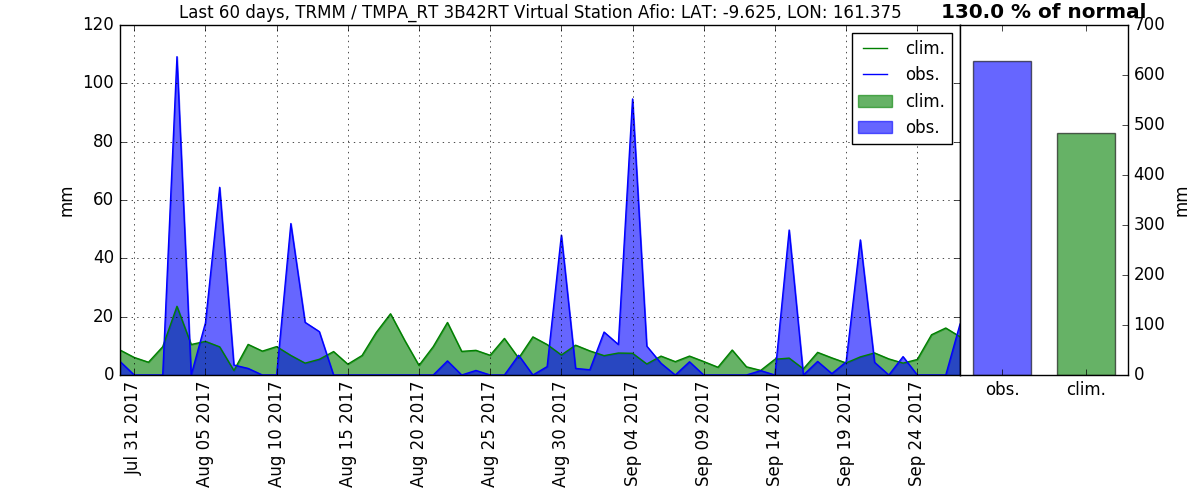 Last 60 days, TRMM / TMPA_RT 3B42RT Virtual Station Afio: LAT: -9.625, LON: 161.375
130.0 % of normal
120
100
80
60
40
20
0
mm
clim.
obs.
clim.
obs.
700
600
500
400
300
200
100
0
mm
Jul 31 2017
Aug 05 2017
Aug 10 2017
Aug 15 2017
Aug 20 2017
Aug 25 2017
Aug 30 2017
Sep 04 2017
Sep 09 2017
Sep 14 2017
Sep 19 2017
Sep 24 2017
obs.
clim.